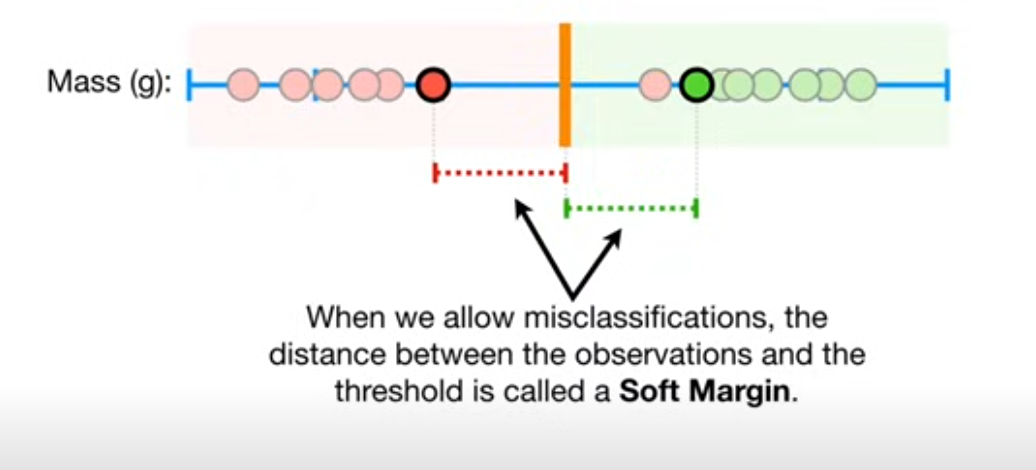 Mass (g):
When we allow misclassifications, the
distance between the observations and the
threshold is called a Soft Margin.